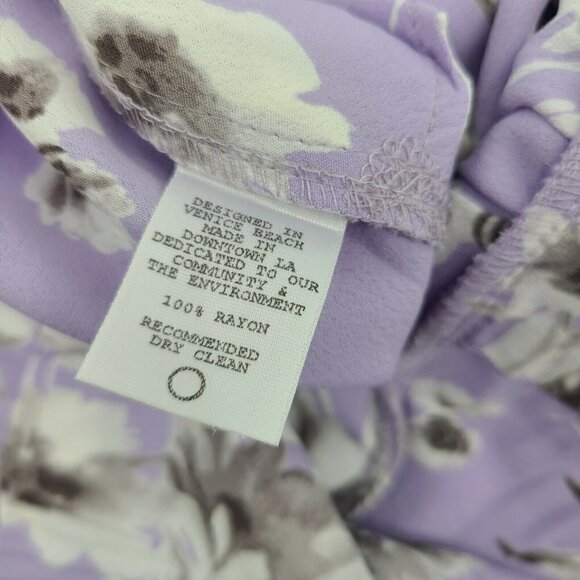 DESIGNED IN
VENICE BEACH
MADE IN
DOWNTOWN LA
DEDICATED TO OUR
COMMUNITY &
THE ENVIRONMENT
100% RAYON
RECOMMENDED
DRY CLEAN